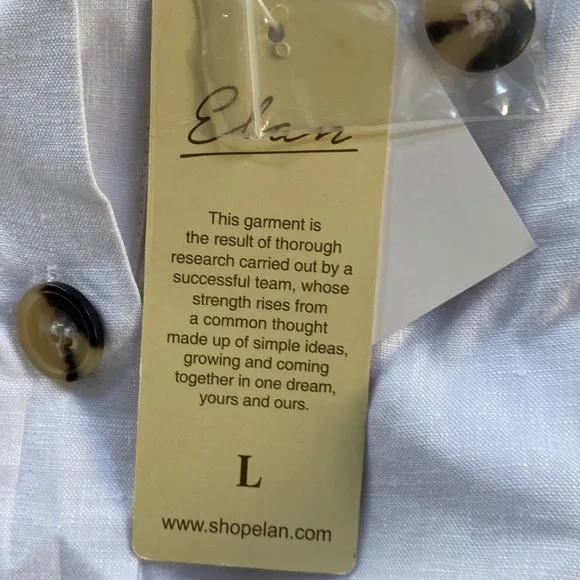 Elan
This garment is
the result of thorough
research carried out by a
successful team, whose
strength rises from
a common thought
made up of simple ideas,
growing and coming
together in one dream,
yours and ours.
L
www.shopelan.com